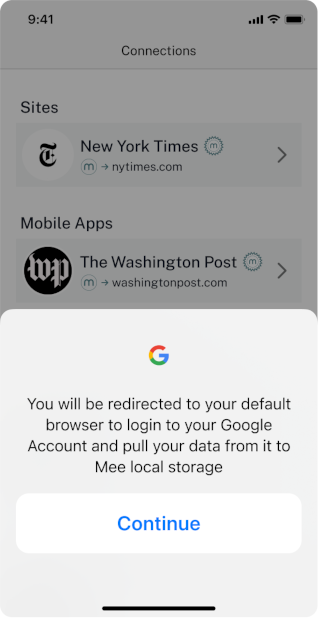 9:41
Connections
Sites
New York Times m
m → nytimes.com
Mobile Apps
wp The Washington Post m
m → washingtonpost.com
G
You will be redirected to your default
browser to login to your Google
Account and pull your data from it to
Mee local storage
Continue